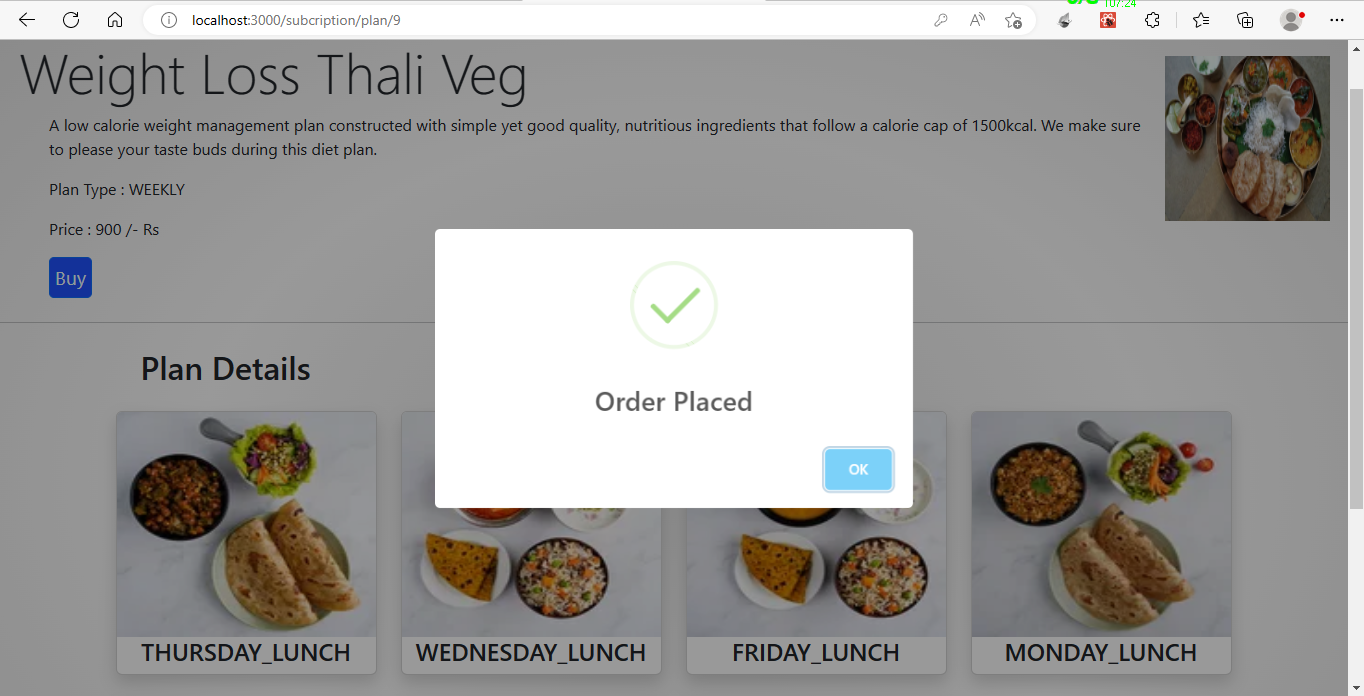 107:24
localhost:3000/subcription/plan/9
Weight Loss Thali Veg
A low calorie weight management plan constructed with simple yet good quality, nutritious ingredients that follow a calorie cap of 1500kcal. We make sure
to please your taste buds during this diet plan.
Plan Type : WEEKLY
Price : 900 /- Rs
Buy
Order Placed
OK
Plan Details
THURSDAY_LUNCH
WEDNESDAY_LUNCH
FRIDAY_LUNCH
MONDAY_LUNCH